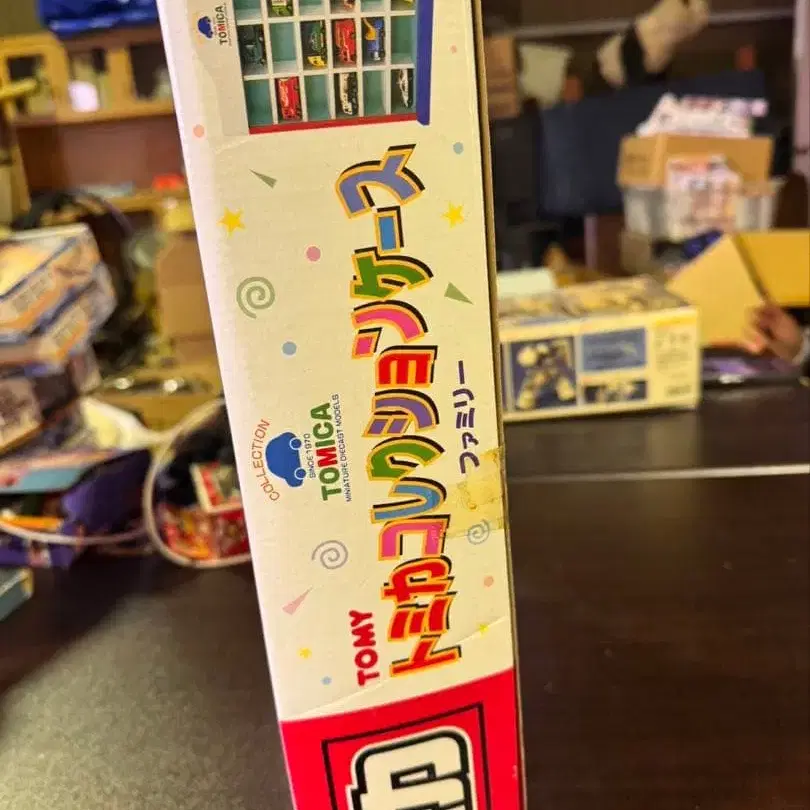 TOMICA
TOMY
トミカコレクションケース
ファミリー
COLLECTION
SINCE 1970
TOMICA
MINIATURE DIECAST MODELS